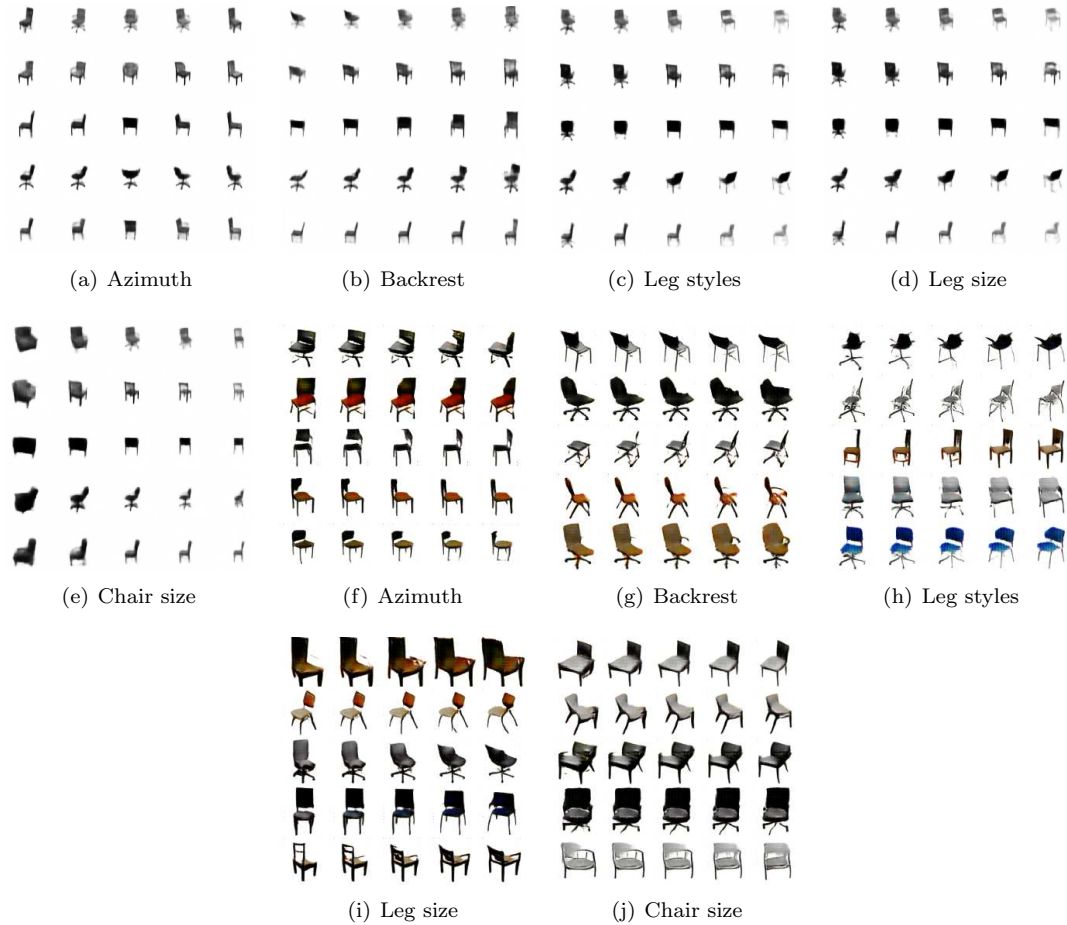 (a) Azimuth
(b) Backrest
(c) Leg styles
(d) Leg size
(e) Chair size
(f) Azimuth
(g) Backrest
(h) Leg styles
(i) Leg size
(j) Chair size